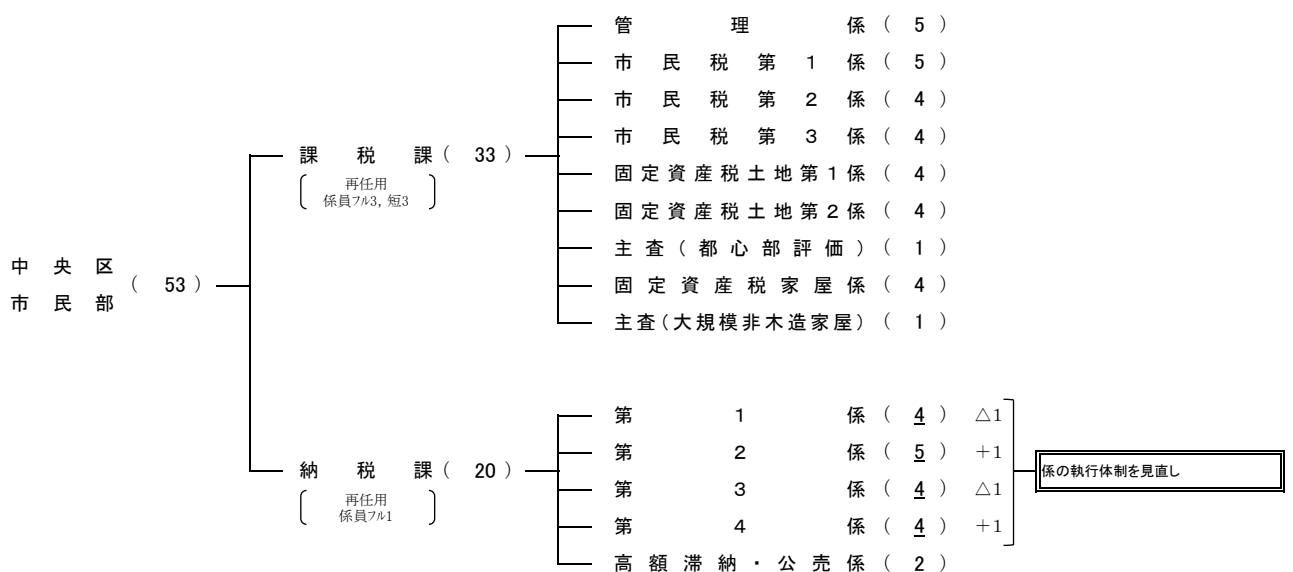 管理係（ 5 ）
市民税第1係（ 5 ）
市民税第2係（ 4 ）
市民税第3係（ 4 ）
課税課（ 33 ）
再任用
係員フル3, 短3
固定資産税土地第1係（ 4 ）
固定資産税土地第2係（ 4 ）
主査（都心部評価）（ 1 ）
固定資産税家屋係（ 4 ）
主査（大規模非木造家屋）（ 1 ）
中央区
市民部
（ 53 ）
第1係（ 4 ） △1
第2係（ 5 ） +1
第3係（ 4 ） △1
第4係（ 4 ） +1
高額滞納・公売係（ 2 ）
納税課（ 20 ）
再任用
係員フル1
係の執行体制を見直し